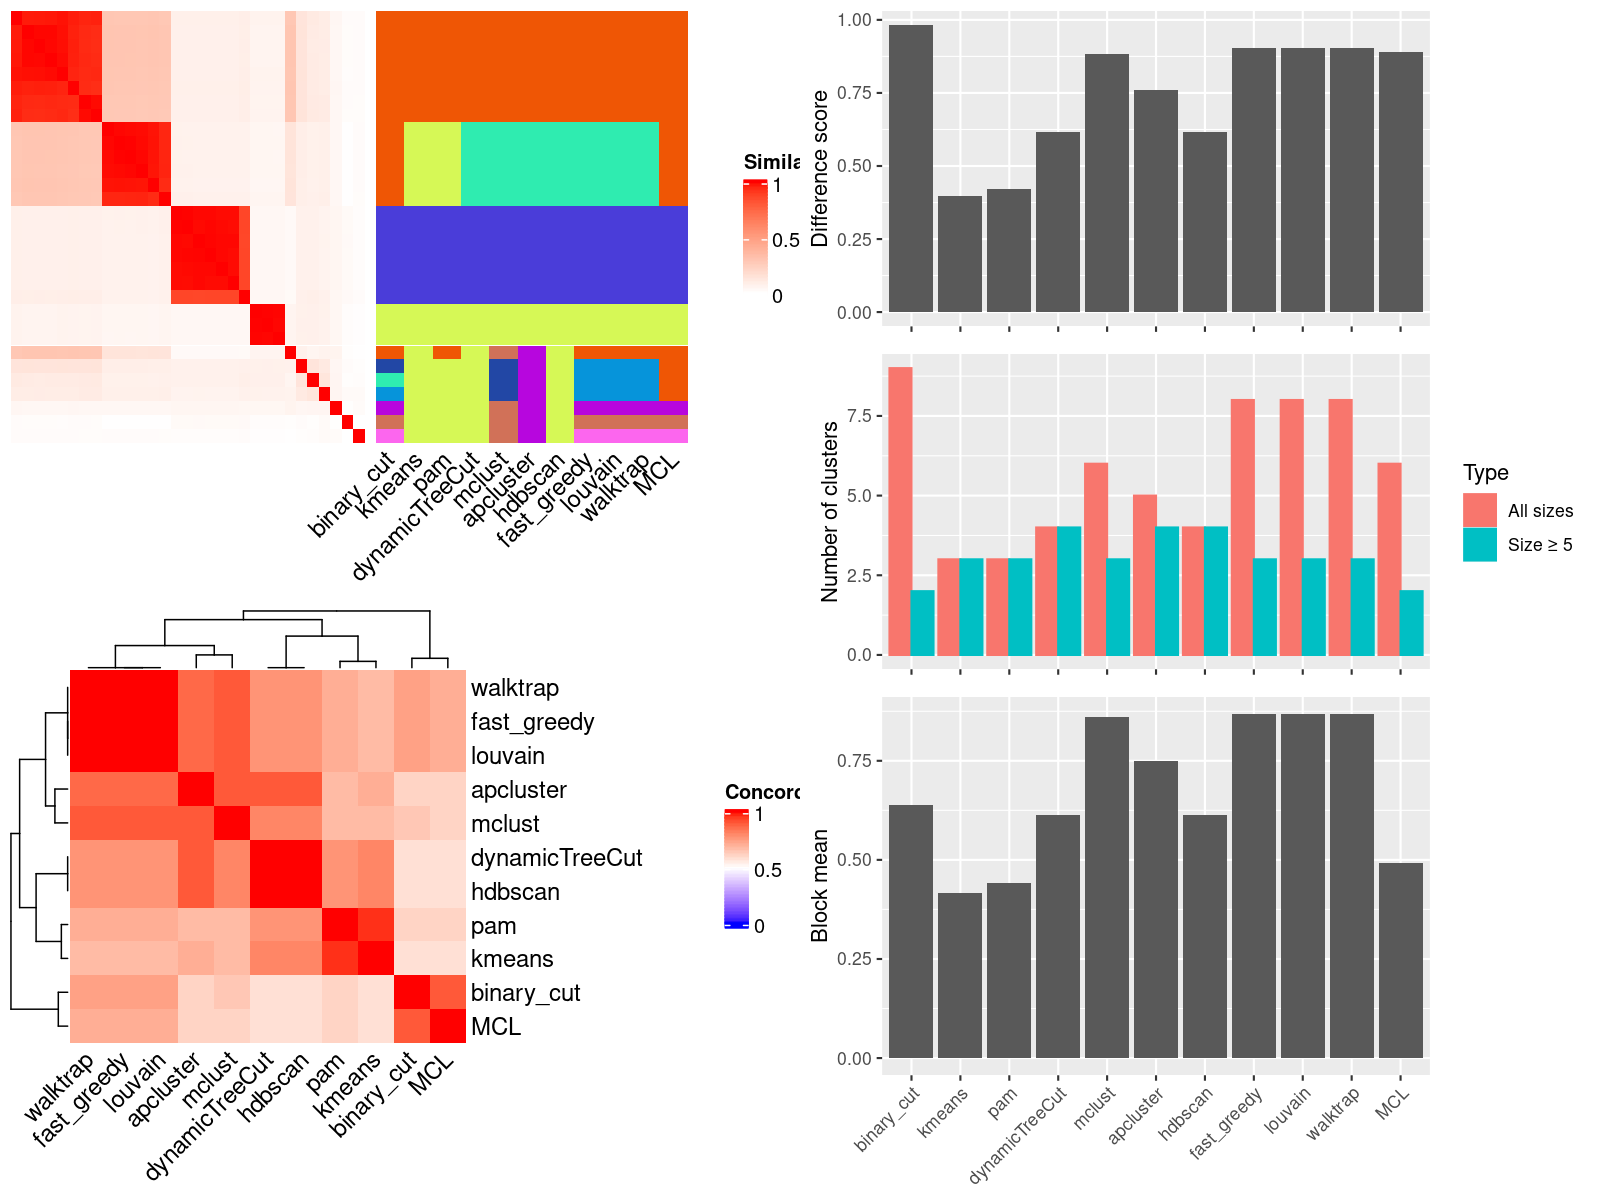 Simila
1
0.5
0
binary_cut
kmeans
pam
dynamicTreeCut
mclust
apcluster
hdbscan
fast_greedy
louvain
walktrap
MCL
walktrap
fast_greedy
louvain
apcluster
mclust
dynamicTreeCut
hdbscan
pam
kmeans
binary_cut
MCL
walktrap
fast_greedy
louvain
apcluster
mclust
dynamicTreeCut
hdbscan
pam
kmeans
binary_cut
MCL
Concord
1
0.5
0
Difference score
1.00
0.75
0.50
0.25
0.00
Number of clusters
7.5
5.0
2.5
0.0
Type
All sizes
Size ≥ 5
Block mean
0.75
0.50
0.25
0.00
binary_cut
kmeans
pam
dynamicTreeCut
mclust
apcluster
hdbscan
fast_greedy
louvain
walktrap
MCL